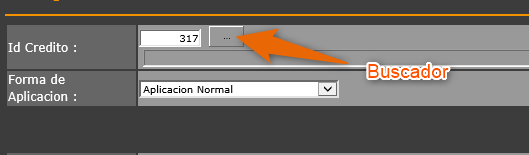 Id Credito : 317 ...
Buscador
Forma de
Aplicacion : Aplicacion Normal